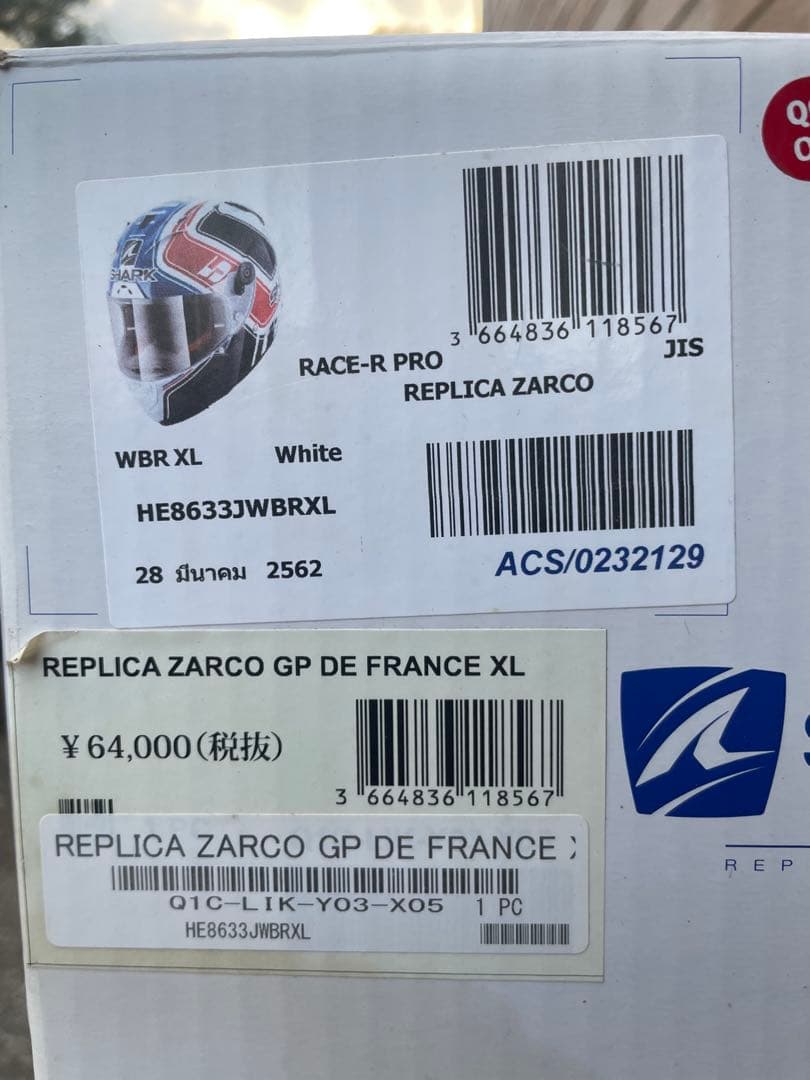 SHARK
3 664836 118567
JIS
RACE-R PRO
REPLICA ZARCO
WBR XL White
HE8633JWBRXL
28 มีนาคม 2562
ACS/0232129
REPLICA ZARCO GP DE FRANCE XL
¥64,000(税抜)
3 664836 118567
REPLICA ZARCO GP DE FRANCE
Q1C-LIK-Y03-X05 1 PC
HE8633JWBRXL
R E P